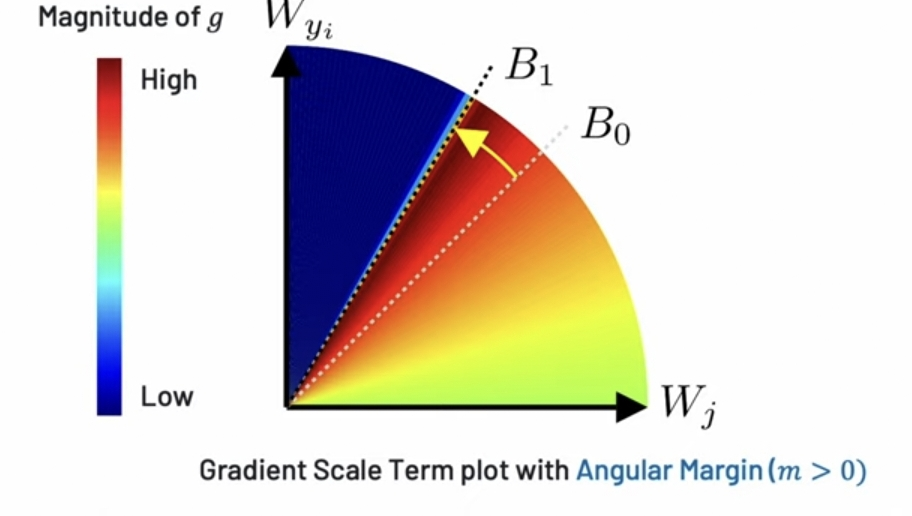 Magnitude of g
High
Low
W_{y_i}
B_1
B_0
W_j
Gradient Scale Term plot with Angular Margin (m > 0)